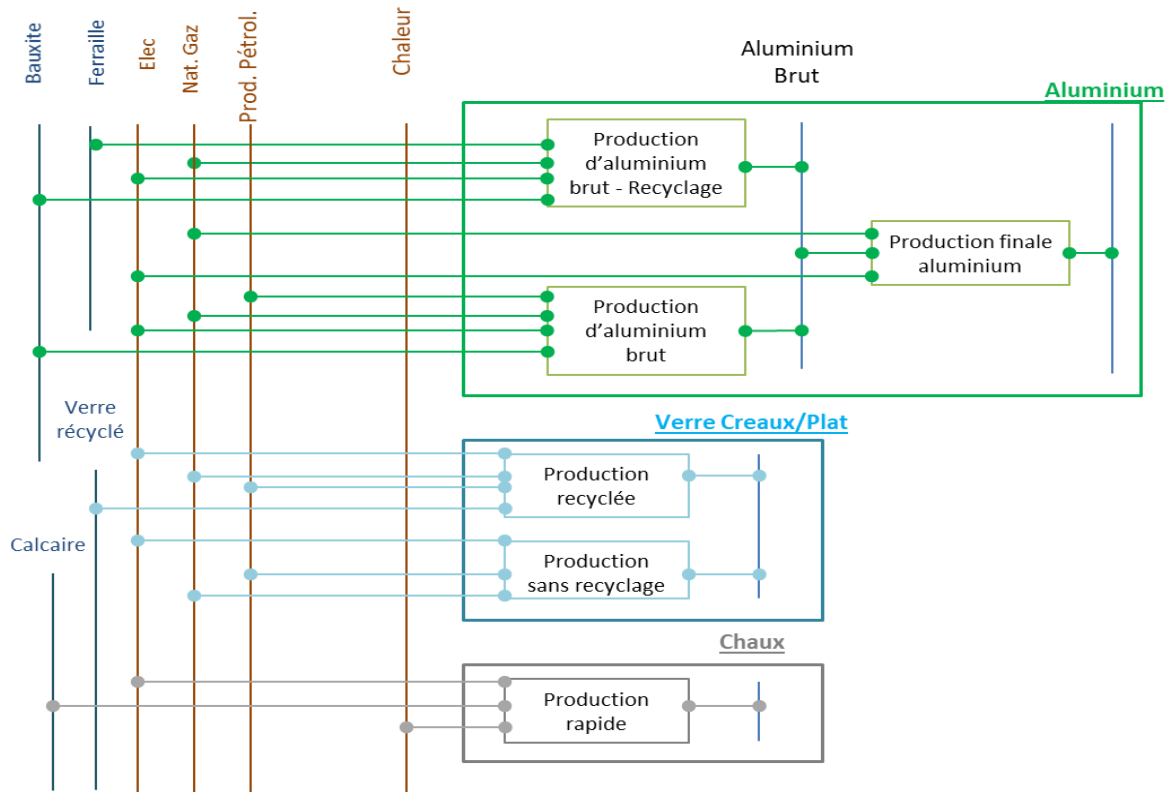 Bauxite
Ferraille
Elec
Nat. Gaz
Prod. Pétrol.
Chaleur
Aluminium
Brut
Aluminium
Production
d’aluminium
brut - Recyclage
Production finale
aluminium
Production
d’aluminium
brut
Verre
récyclé
Verre Creaux/Plat
Production
recyclée
Calcaire
Production
sans recyclage
Chaux
Production
rapide